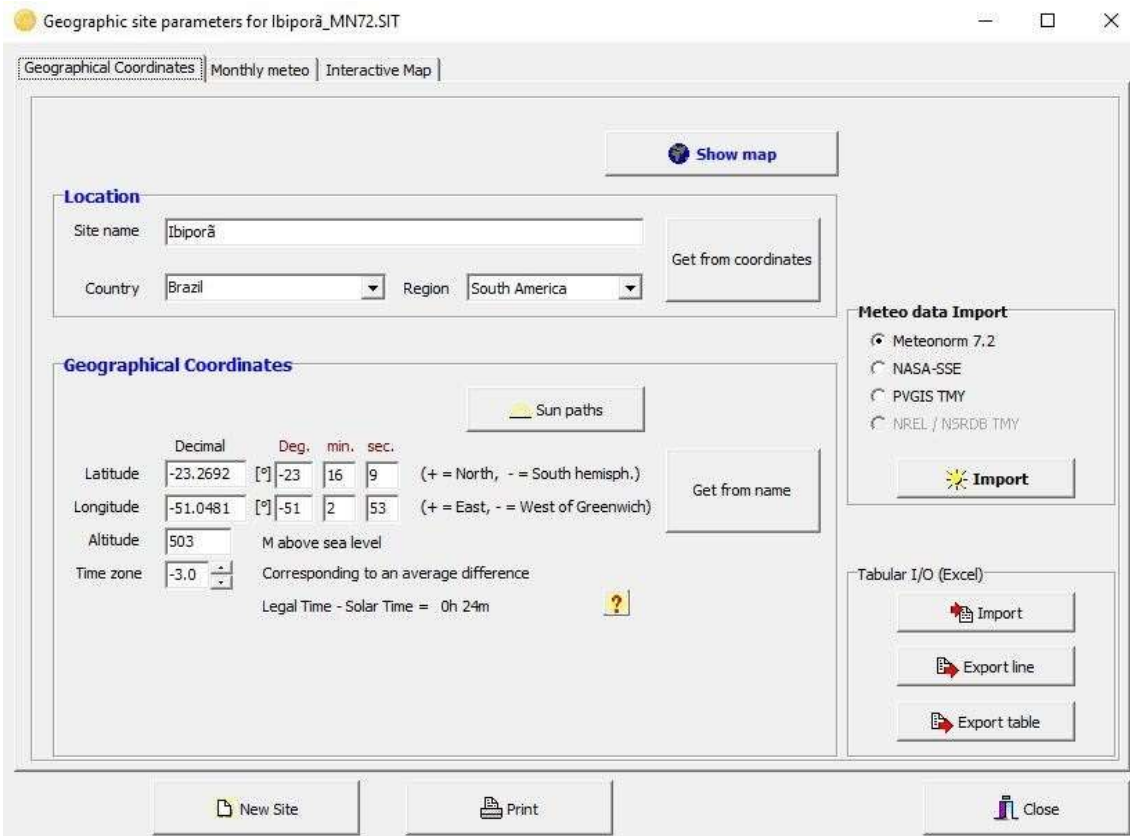 Geographic site parameters for Ibiporã_MN72.SIT
Geographical Coordinates Monthly meteo Interactive Map
Show map
Location
Site name Ibiporã
Get from coordinates
Country Brazil Region South America
Meteo data Import
Meteonorm 7.2
NASA-SSE
PVGIS TMY
NREL / NSRDB TMY
Import
Geographical Coordinates
Sun paths
Decimal Deg. min. sec.
Latitude -23.2692 [°] -23 16 9 (+ = North, - = South hemisph.)
Longitude -51.0481 [°] -51 2 53 (+ = East, - = West of Greenwich)
Get from name
Altitude 503 M above sea level
Time zone -3.0 Corresponding to an average difference
Legal Time - Solar Time = 0h 24m ?
Tabular I/O (Excel)
Import
Export line
Export table
New Site Print Close